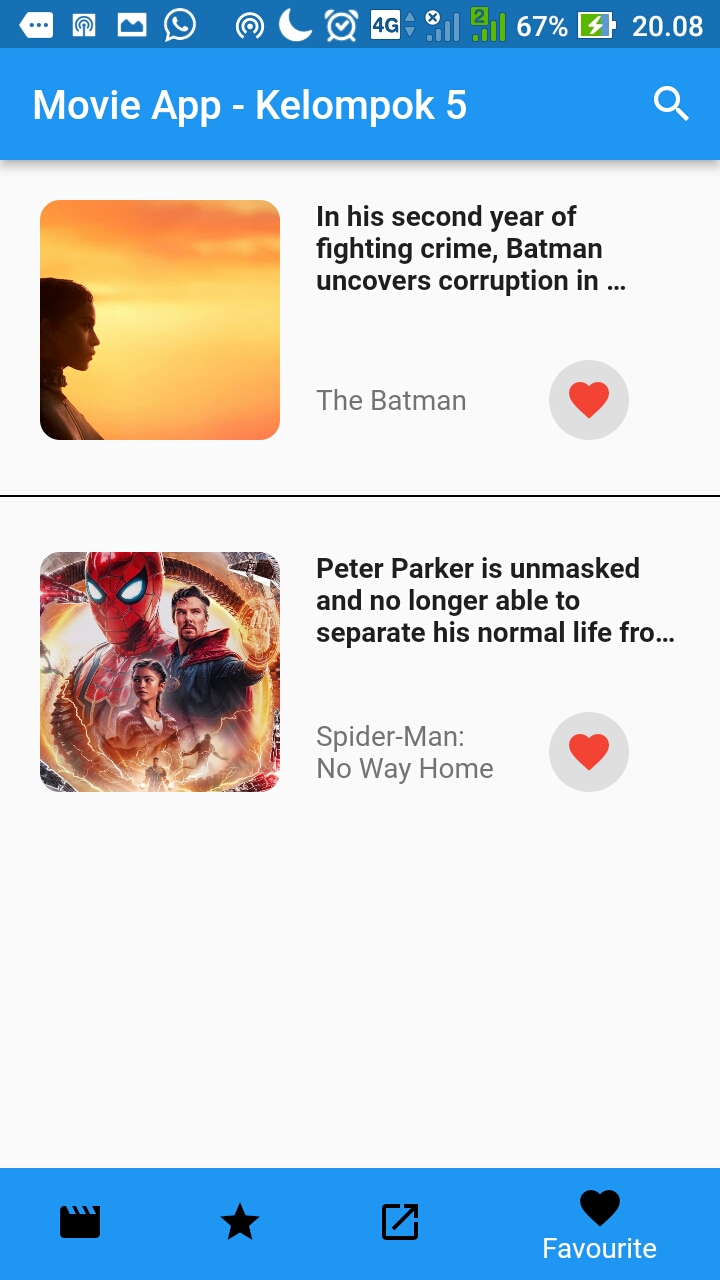 4G 2 67% 20.08
Movie App - Kelompok 5
In his second year of
fighting crime, Batman
uncovers corruption in ...
The Batman
Peter Parker is unmasked
and no longer able to
separate his normal life fro...
Spider-Man:
No Way Home
Favourite